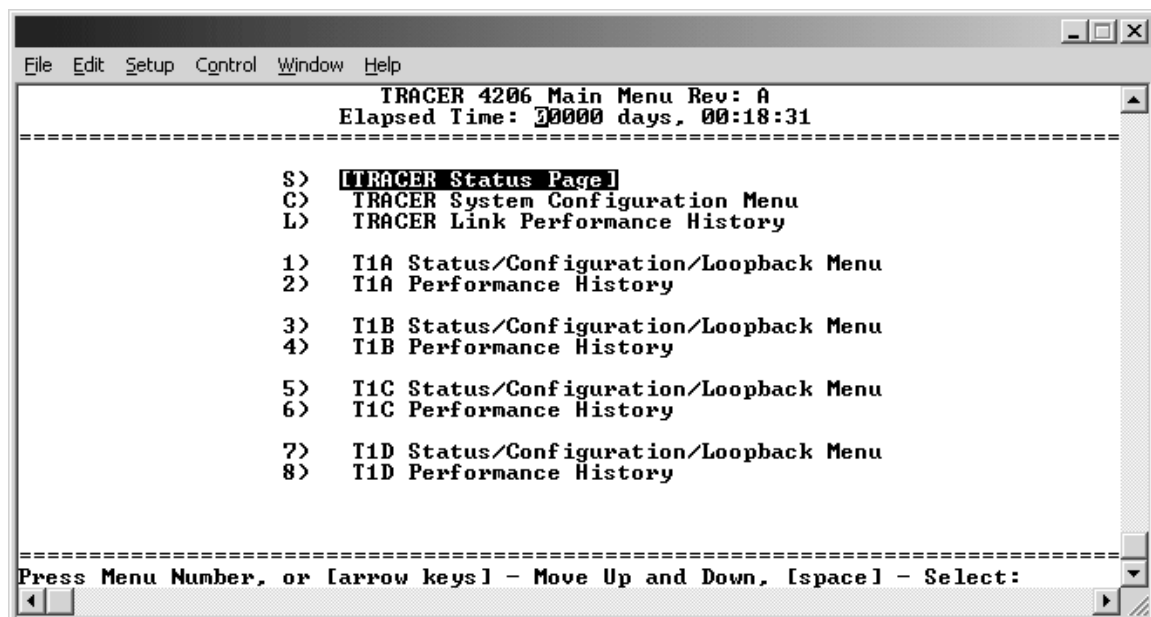 File Edit Setup Control Window Help
TRACER 4206 Main Menu Rev: A
Elapsed Time: 00000 days, 00:18:31
S) [TRACER Status Page]
C) TRACER System Configuration Menu
L) TRACER Link Performance History
1) T1A Status/Configuration/Loopback Menu
2) T1A Performance History
3) T1B Status/Configuration/Loopback Menu
4) T1B Performance History
5) T1C Status/Configuration/Loopback Menu
6) T1C Performance History
7) T1D Status/Configuration/Loopback Menu
8) T1D Performance History
Press Menu Number, or [arrow keys] - Move Up and Down, [space] - Select: